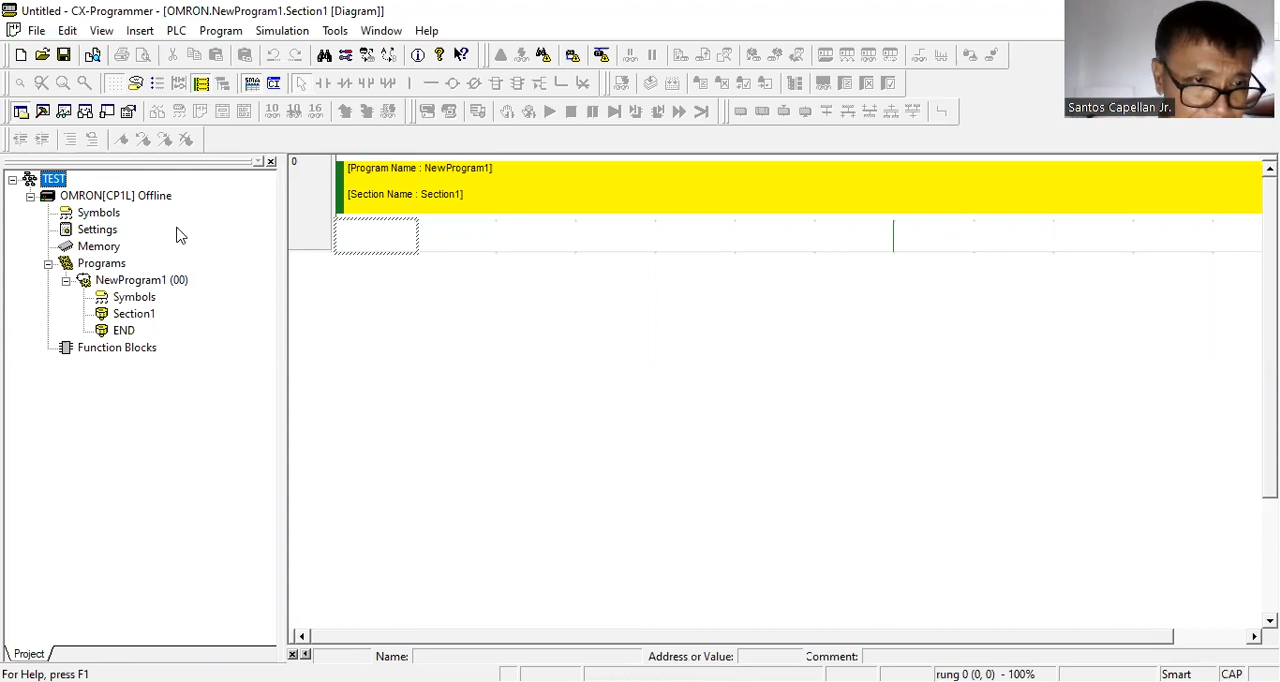 Untitled - CX-Programmer - [OMRON.NewProgram1.Section1 [Diagram]]
File Edit View Insert PLC Program Simulation Tools Window Help
Santos Capellan Jr.
10 10 16
TEST
OMRON[CP1L] Offline
Symbols
Settings
Memory
Programs
NewProgram1 (00)
Symbols
Section1
END
Function Blocks
0
[Program Name : NewProgram1]
[Section Name : Section1]
Project
Name: Address or Value: Comment:
For Help, press F1
rung 0 (0, 0) - 100%
Smart
CAP